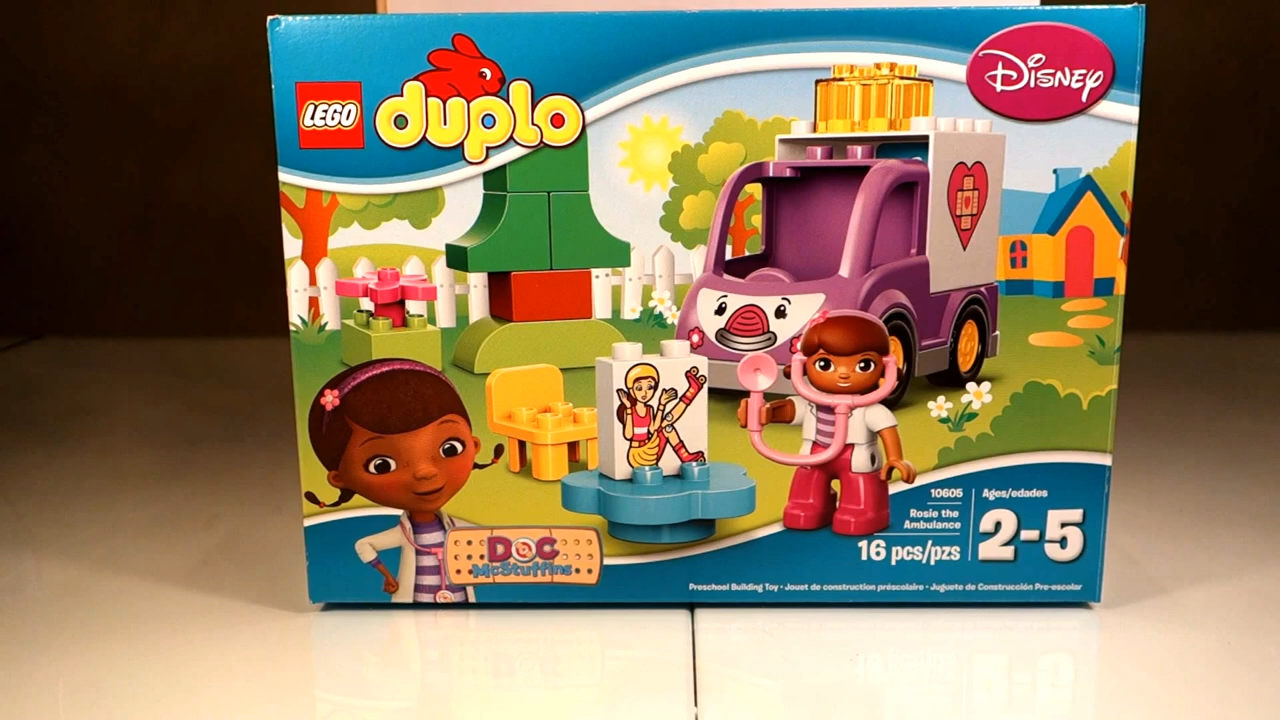 LEGO
duplo
DISNEY
10605
Rosie the
Ambulance
16 pcs/pzs
Ages/edades
2-5
DOC
McStuffins
Preschool Building Toy • Jouet de construction préscolaire • Juguete de Construcción Pre-escolar